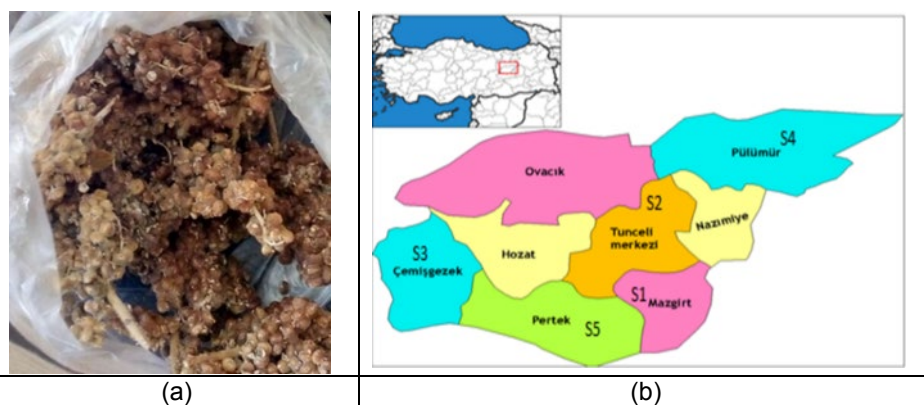 S4
Pülümür
Ovacık
S2
Tunceli
merkezi
Nazımiye
S3
Çemişgezek
Hozat
S1
Mazgirt
Pertek
S5
(a)
(b)